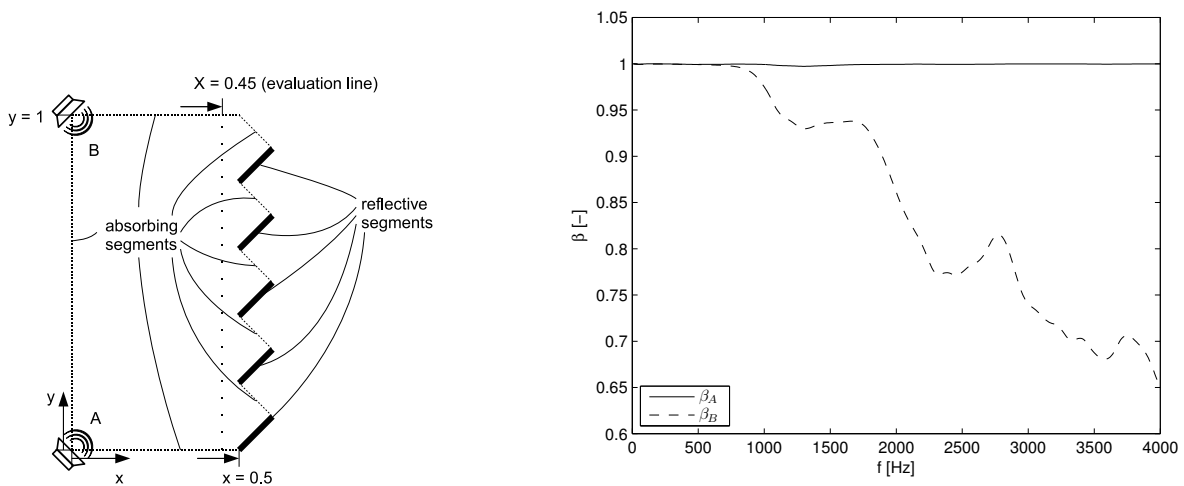 X = 0.45 (evaluation line)
y = 1
B
absorbing
segments
reflective
segments
y
A
x
x = 0.5
1.05
1
0.95
0.9
0.85
0.8
0.75
0.7
0.65
0.6
β [-]
β_A
β_B
0 500 1000 1500 2000 2500 3000 3500 4000
f [Hz]